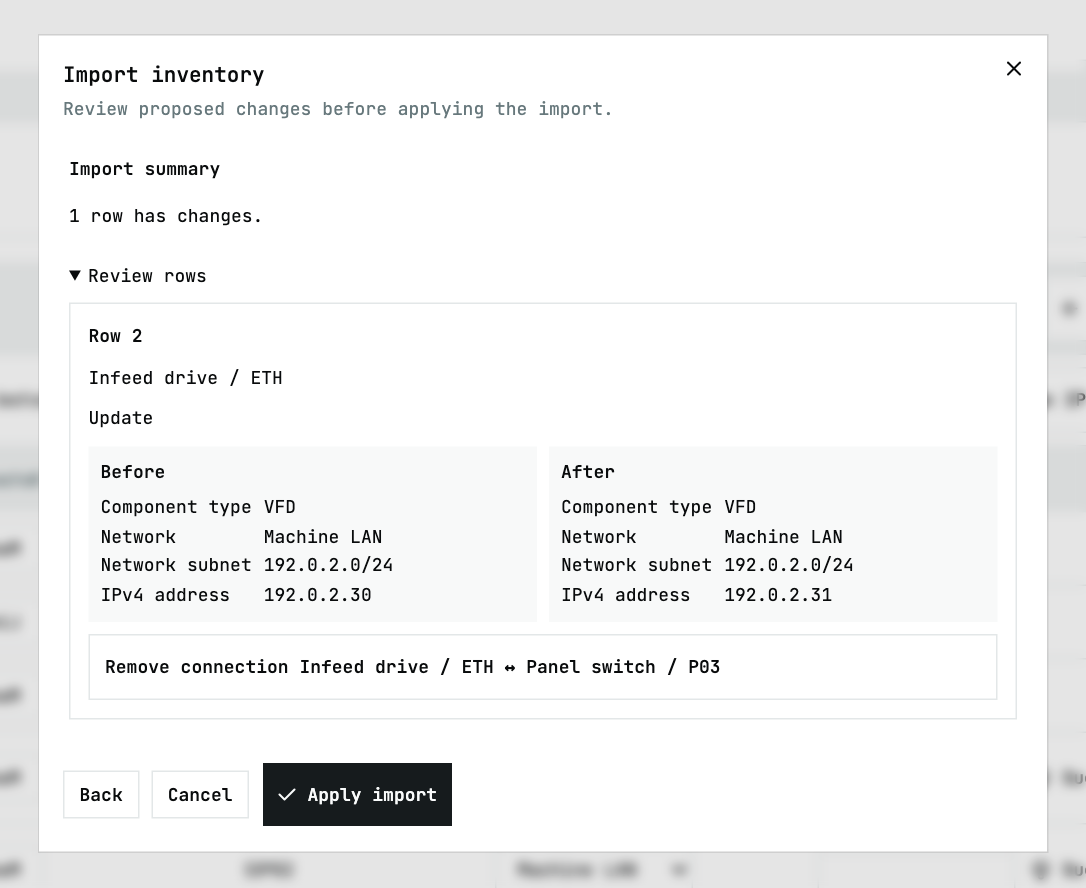 Import inventory
Review proposed changes before applying the import.
Import summary
1 row has changes.
Review rows
Row 2
Infeed drive / ETH
Update
Before
Component type VFD
Network Machine LAN
Network subnet 192.0.2.0/24
IPv4 address 192.0.2.30
After
Component type VFD
Network Machine LAN
Network subnet 192.0.2.0/24
IPv4 address 192.0.2.31
Remove connection Infeed drive / ETH ↔ Panel switch / P03
Back
Cancel
Apply import